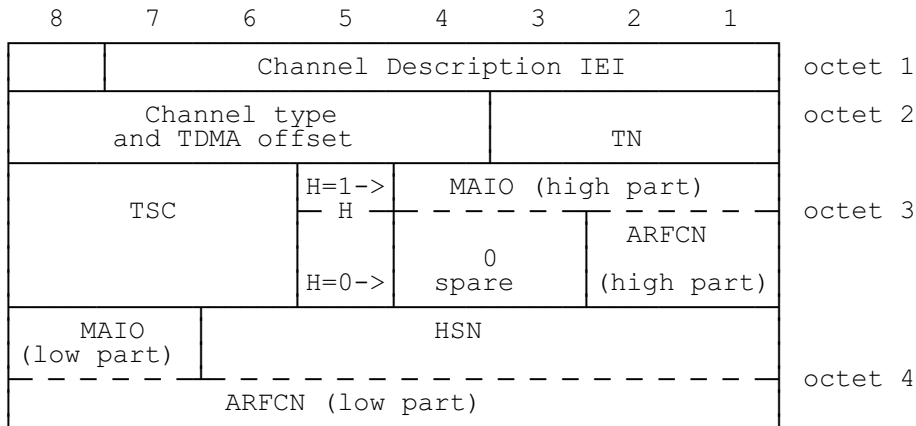 8 7 6 5 4 3 2 1
Channel Description IEI octet 1
Channel type octet 2
and TDMA offset TN
H=1-> MAIO (high part)
TSC H octet 3
ARFCN
0
H=0-> spare (high part)
MAIO HSN
(low part)
octet 4
ARFCN (low part)